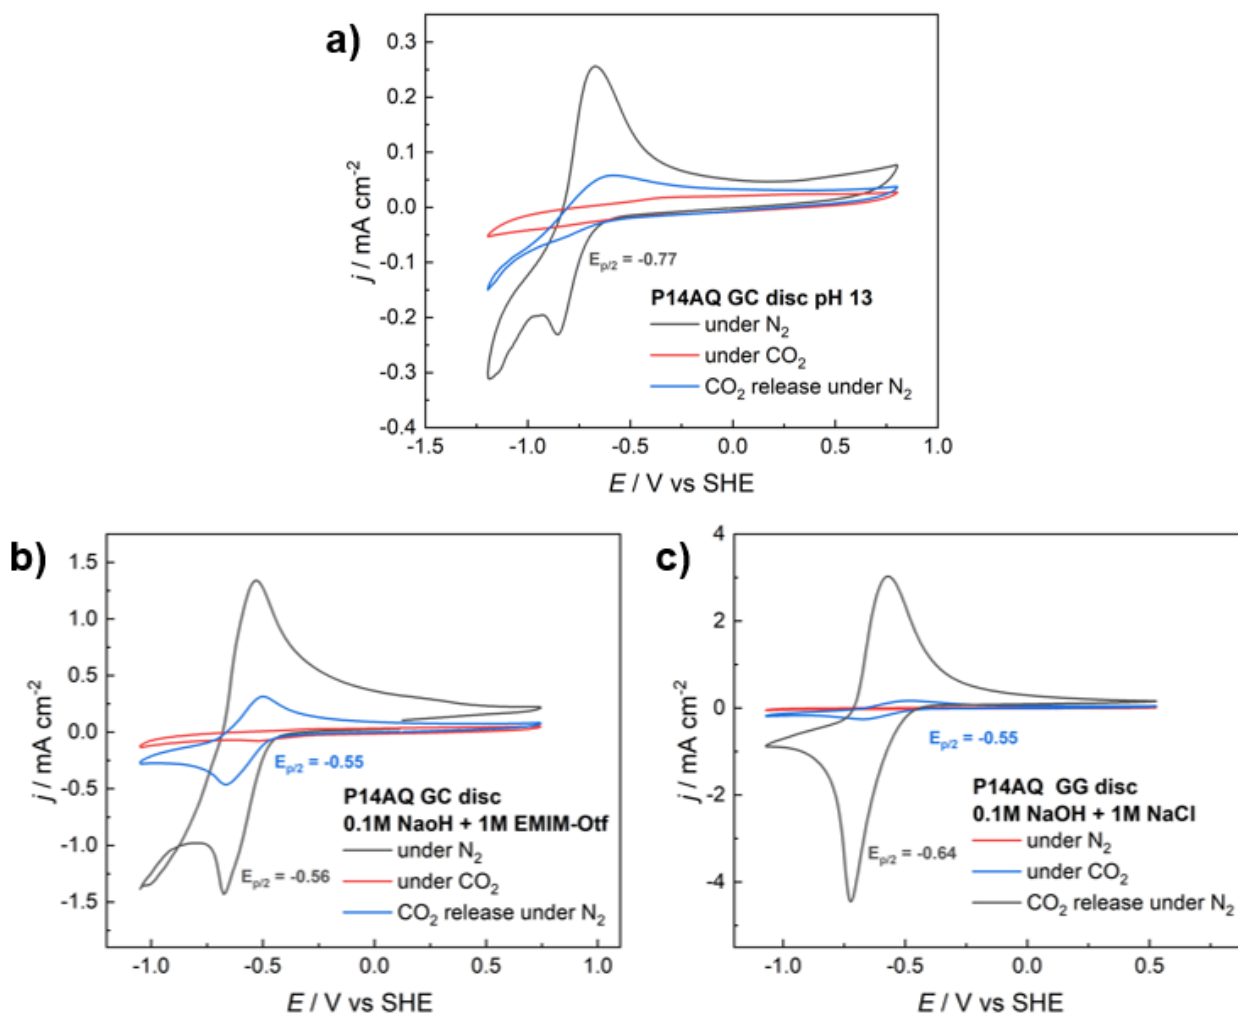 a)
0.3
0.2
0.1
0.0
-0.1
-0.2
-0.3
-0.4
j / mA cm-2
Ep/2 = -0.77
P14AQ GC disc pH 13
under N2
under CO2
CO2 release under N2
-1.5 -1.0 -0.5 0.0 0.5 1.0
E / V vs SHE
b)
1.5
1.0
0.5
0.0
-0.5
-1.0
-1.5
j / mA cm-2
Ep/2 = -0.55
P14AQ GC disc
0.1M NaoH + 1M EMIM-Otf
Ep/2 = -0.56
under N2
under CO2
CO2 release under N2
-1.0 -0.5 0.0 0.5 1.0
E / V vs SHE
c)
4
2
0
-2
-4
j / mA cm-2
Ep/2 = -0.55
P14AQ GG disc
0.1M NaOH + 1M NaCl
Ep/2 = -0.64
under N2
under CO2
CO2 release under N2
-1.0 -0.5 0.0 0.5
E / V vs SHE